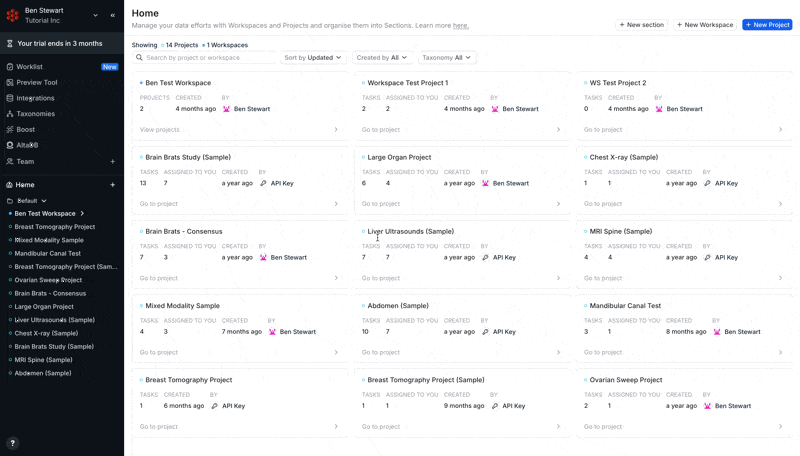 Ben Stewart
Tutorial Inc
Your trial ends in 3 months
Worklist New
Preview Tool
Integrations
Taxonomies
Boost
AltaDB
Team
Home
Default
Ben Test Workspace
Breast Tomography Project
Mixed Modality Sample
Mandibular Canal Test
Breast Tomography Project (Sam...
Ovarian Sweep Project
Brain Brats - Consensus
Large Organ Project
Liver Ultrasounds (Sample)
Chest X-ray (Sample)
Brain Brats Study (Sample)
MRI Spine (Sample)
Abdomen (Sample)
?
Home
Manage your data efforts with Workspaces and Projects and organise them into Sections. Learn more here.
+ New section
+ New Workspace
+ New Project
Showing 14 Projects 1 Workspaces
Search by project or workspace
Sort by Updated
Created by All
Taxonomy All
Ben Test Workspace
PROJECTS CREATED BY
2 4 months ago Ben Stewart
View projects
Workspace Test Project 1
TASKS ASSIGNED TO YOU CREATED BY
2 2 4 months ago Ben Stewart
Go to project
WS Test Project 2
TASKS CREATED BY
0 4 months ago Ben Stewart
Go to project
Brain Brats Study (Sample)
TASKS ASSIGNED TO YOU CREATED BY
13 7 a year ago API Key
Go to project
Large Organ Project
TASKS ASSIGNED TO YOU CREATED BY
6 4 a year ago Ben Stewart
Go to project
Chest X-ray (Sample)
TASKS ASSIGNED TO YOU CREATED BY
1 1 a year ago API Key
Go to project
Brain Brats - Consensus
TASKS ASSIGNED TO YOU CREATED BY
7 3 a year ago Ben Stewart
Go to project
Liver Ultrasounds (Sample)
TASKS ASSIGNED TO YOU CREATED BY
7 7 a year ago API Key
Go to project
MRI Spine (Sample)
TASKS ASSIGNED TO YOU CREATED BY
4 4 a year ago API Key
Go to project
Mixed Modality Sample
TASKS ASSIGNED TO YOU CREATED BY
4 3 7 months ago Ben Stewart
Go to project
Abdomen (Sample)
TASKS ASSIGNED TO YOU CREATED BY
10 7 a year ago API Key
Go to project
Mandibular Canal Test
TASKS ASSIGNED TO YOU CREATED BY
3 1 8 months ago Ben Stewart
Go to project
Breast Tomography Project
TASKS CREATED BY
1 6 months ago API Key
Go to project
Breast Tomography Project (Sample)
TASKS ASSIGNED TO YOU CREATED BY
1 1 9 months ago API Key
Go to project
Ovarian Sweep Project
TASKS ASSIGNED TO YOU CREATED BY
2 1 a year ago Ben Stewart
Go to project